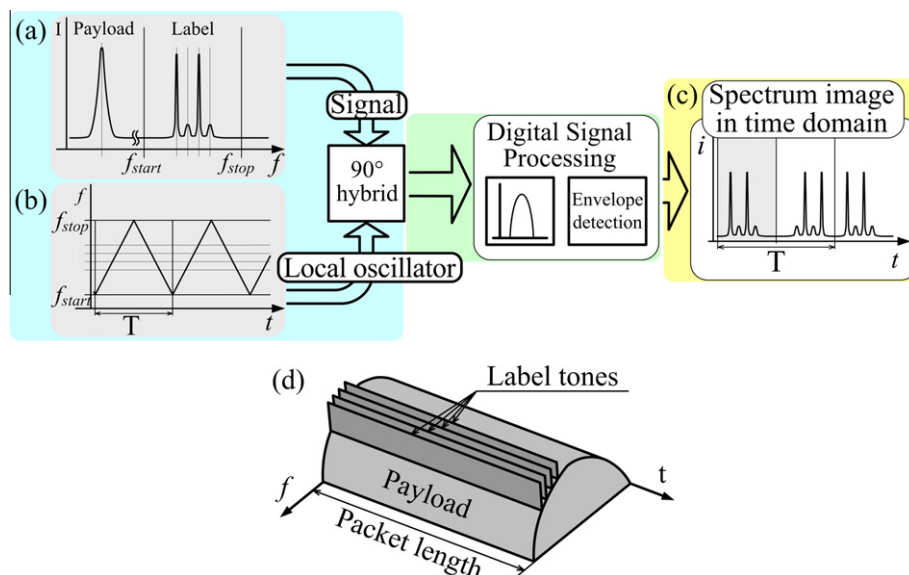 (a)
I
Payload
Label
f_start
f_stop
f
(b)
f
f_stop
f_start
T
t
Signal
90°
hybrid
Local oscillator
Digital Signal
Processing
Envelope
detection
(c)
Spectrum image
in time domain
i
T
t
(d)
Label tones
Payload
f
t
Packet length